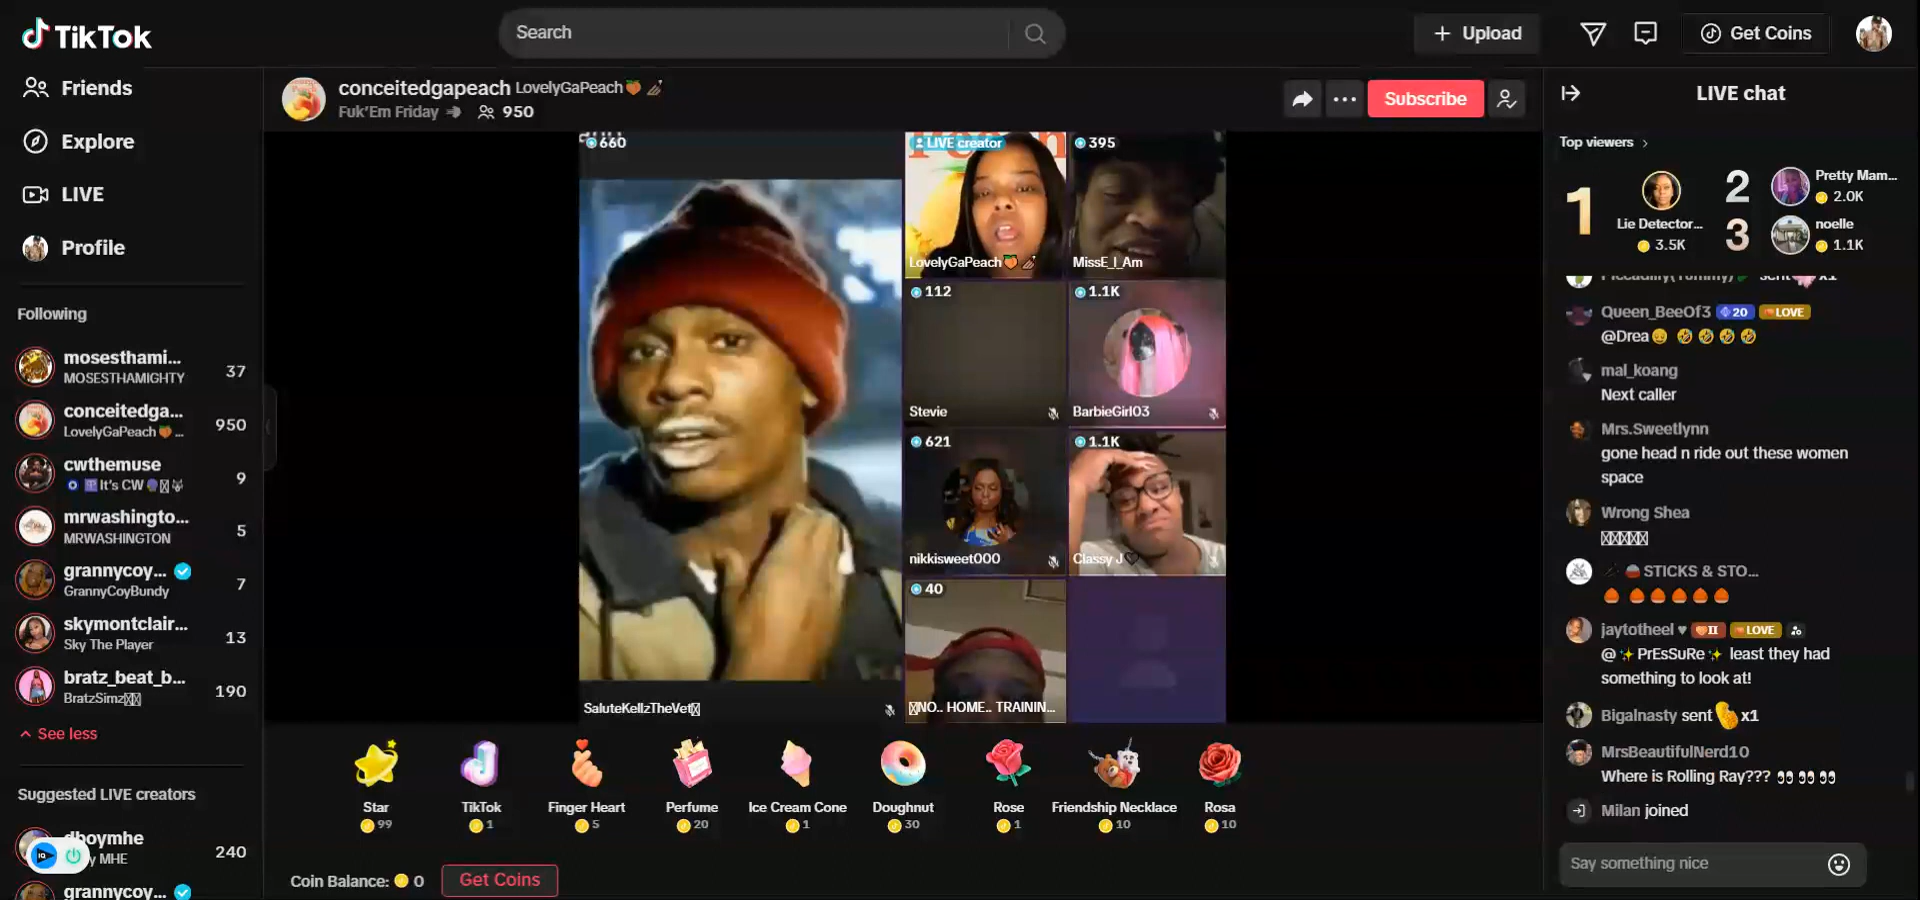 TikTok
Search
Upload
Get Coins
Friends
Explore
LIVE
Profile
Following
mosesthami...
MOSESTHAMIGHTY
37
conceitedga...
LovelyGaPeach🍑...
950
cwthemuse
It's CW
9
mrwashingto...
MRWASHINGTON
5
grannycoy...
GrannyCoyBundy
7
skymontclair...
Sky The Player
13
bratz_beat_b...
BratzSimz
190
See less
Suggested LIVE creators
dboymhe
y MHE
240
grannycoy...
conceitedgapeach LovelyGaPeach🍑💅🏾
Fuk'Em Friday
950
Subscribe
660
SaluteKellzTheVet
LIVE creator
LovelyGaPeach🍑💅🏾
395
MissE_I_Am
112
Stevie
1.1K
BarbieGirl03
621
nikkisweet000
1.1K
Classy J🖤
40
NO.. HOME.. TRAININ...
Star
99
TikTok
1
Finger Heart
5
Perfume
20
Ice Cream Cone
1
Doughnut
30
Rose
1
Friendship Necklace
10
Rosa
10
Coin Balance: 0
Get Coins
LIVE chat
Top viewers
1
Lie Detector...
3.5K
2
Pretty Mam...
2.0K
3
noelle
1.1K
Piccadilly(Tommy) sent x1
Queen_BeeOf3 20 LOVE
@Drea😔 🤣🤣🤣🤣
mal_koang
Next caller
Mrs.Sweetlynn
gone head n ride out these women
space
Wrong Shea
STICKS & STO...
🌰 🌰 🌰 🌰 🌰 🌰
jaytotheel ♥ II LOVE
@✨PrEsSuRe✨ least they had
something to look at!
Bigalnasty sent x1
MrsBeautifulNerd10
Where is Rolling Ray??? 👀👀👀
Milan joined
Say something nice